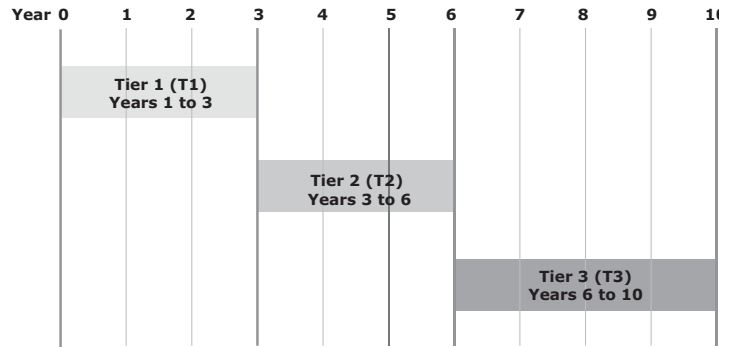 Year 0 1 2 3 4 5 6 7 8 9
Tier 1 (T1)
Years 1 to 3
Tier 2 (T2)
Years 3 to 6
Tier 3 (T3)
Years 6 to 10